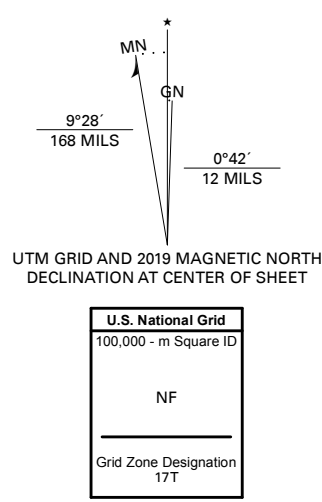 ★
MN
GN
9°28´
168 MILS
0°42´
12 MILS
UTM GRID AND 2019 MAGNETIC NORTH
DECLINATION AT CENTER OF SHEET
U.S. National Grid
100,000 - m Square ID
NF
Grid Zone Designation
17T